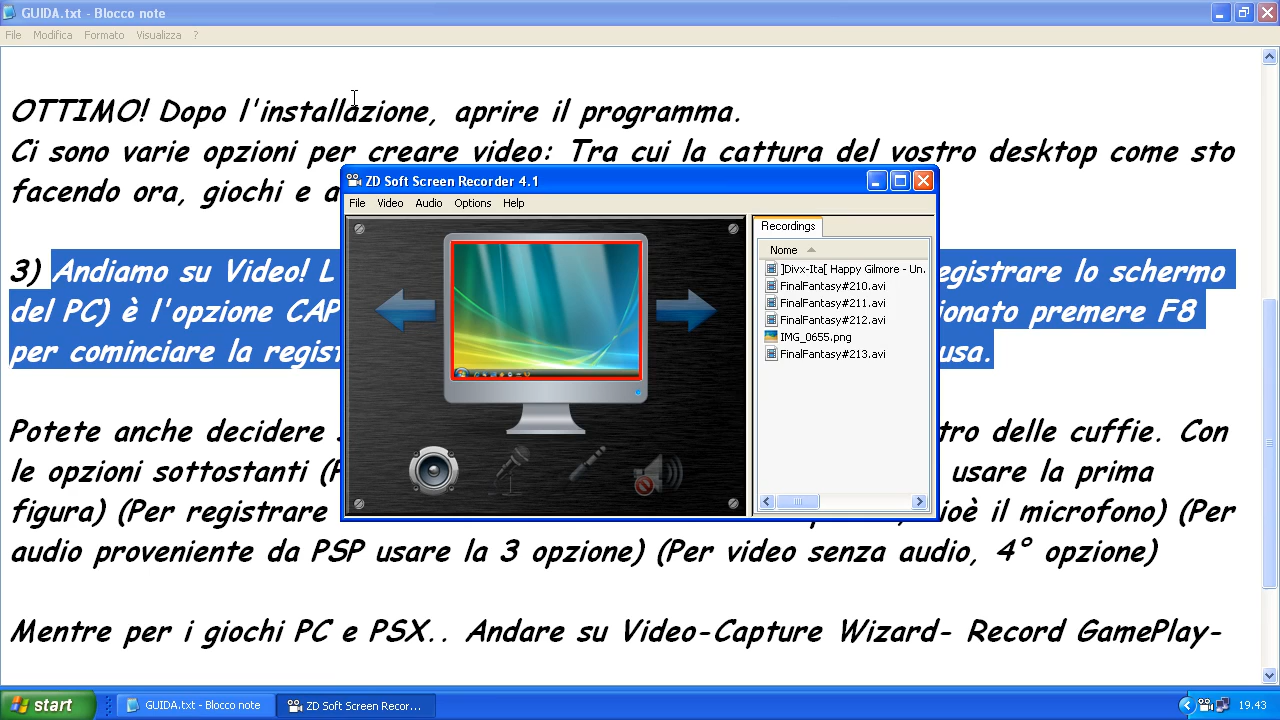 GUIDA.txt - Blocco note
File Modifica Formato Visualizza ?
OTTIMO! Dopo l'installazione, aprire il programma.
Ci sono varie opzioni per creare video: Tra cui la cattura del vostro desktop come sto
facendo ora, giochi e a
ZD Soft Screen Recorder 4.1
File Video Audio Options Help
Recordings
Nome
]Divx-Ita[ Happy Gilmore - Un.
FinalFantasy#210.avi
FinalFantasy#211.avi
FinalFantasy#212.avi
IMG_0655.png
FinalFantasy#213.avi
3) Andiamo su Video! L egistrare lo schermo
del PC) è l'opzione CAP ionato premere F8
per cominciare la regist usa.
Potete anche decidere tro delle cuffie. Con
le opzioni sottostanti (P usare la prima
figura) (Per registrare ioè il microfono) (Per
audio proveniente da PSP usare la 3 opzione) (Per video senza audio, 4° opzione)
Mentre per i giochi PC e PSX.. Andare su Video-Capture Wizard- Record GamePlay-
start GUIDA.txt - Blocco note ZD Soft Screen Recor... 19.43